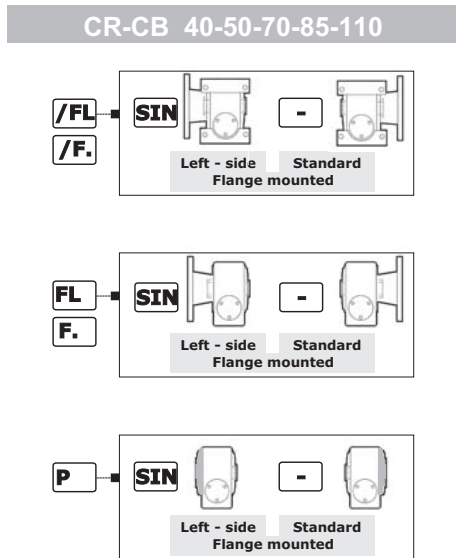 CR-CB 40-50-70-85-110
/FL SIN -
/F.
Left - side Standard
Flange mounted
FL SIN -
F.
Left - side Standard
Flange mounted
P SIN -
Left - side Standard
Flange mounted